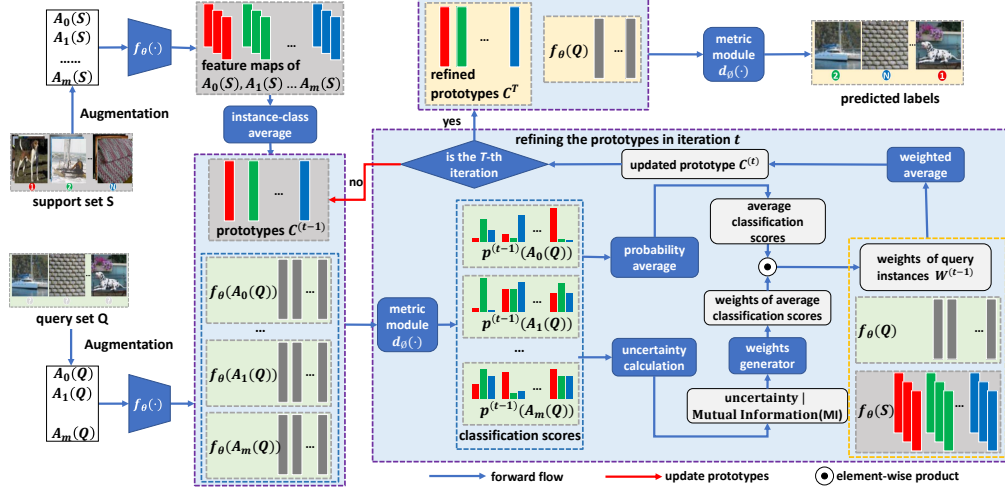 A₀(S)
A₁(S)
......
Aₘ(S)
f_θ(·)
...
feature maps of
A₀(S), A₁(S) ... Aₘ(S)
Augmentation
1
2
N
support set S
instance-class
average
...
prototypes C⁽ᵗ⁻¹⁾
query set Q
Augmentation
A₀(Q)
A₁(Q)
...
Aₘ(Q)
f_θ(·)
f_θ(A₀(Q))
...
...
f_θ(A₁(Q))
...
f_θ(Aₘ(Q))
...
metric
module
d_∅(·)
...
p⁽ᵗ⁻¹⁾(A₀(Q))
...
p⁽ᵗ⁻¹⁾(A₁(Q))
...
...
p⁽ᵗ⁻¹⁾(Aₘ(Q))
classification scores
...
refined
prototypes Cᵀ
f_θ(Q)
...
metric
module
d_∅(·)
2
N
1
predicted labels
yes
no
refining the prototypes in iteration t
is the T-th
iteration
updated prototype C⁽ᵗ⁾
weighted
average
probability
average
average
classification
scores
weights of average
classification scores
uncertainty
calculation
weights
generator
uncertainty |
Mutual Information(MI)
weights of query
instances W⁽ᵗ⁻¹⁾
f_θ(Q)
...
f_θ(S)
...
forward flow
update prototypes
element-wise product